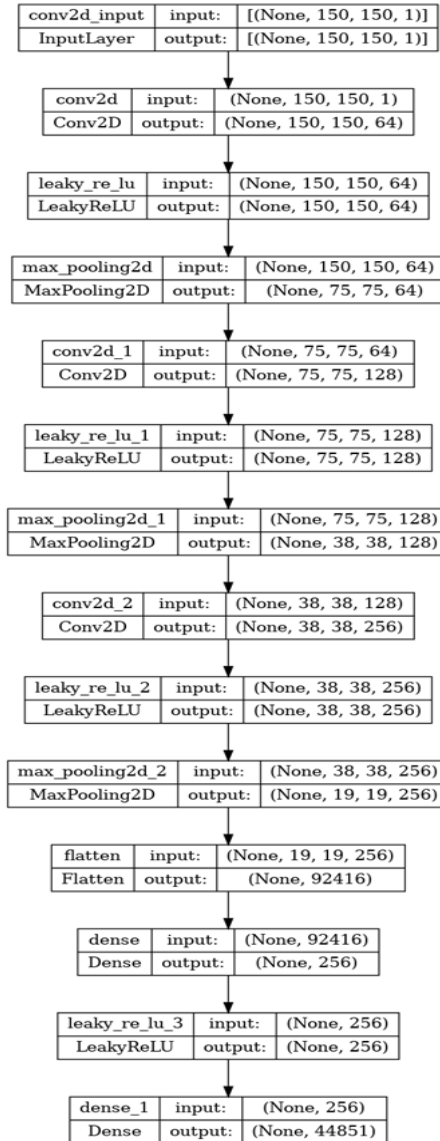 conv2d_input input: [(None, 150, 150, 1)]
InputLayer output: [(None, 150, 150, 1)]
conv2d input: (None, 150, 150, 1)
Conv2D output: (None, 150, 150, 64)
leaky_re_lu input: (None, 150, 150, 64)
LeakyReLU output: (None, 150, 150, 64)
max_pooling2d input: (None, 150, 150, 64)
MaxPooling2D output: (None, 75, 75, 64)
conv2d_1 input: (None, 75, 75, 64)
Conv2D output: (None, 75, 75, 128)
leaky_re_lu_1 input: (None, 75, 75, 128)
LeakyReLU output: (None, 75, 75, 128)
max_pooling2d_1 input: (None, 75, 75, 128)
MaxPooling2D output: (None, 38, 38, 128)
conv2d_2 input: (None, 38, 38, 128)
Conv2D output: (None, 38, 38, 256)
leaky_re_lu_2 input: (None, 38, 38, 256)
LeakyReLU output: (None, 38, 38, 256)
max_pooling2d_2 input: (None, 38, 38, 256)
MaxPooling2D output: (None, 19, 19, 256)
flatten input: (None, 19, 19, 256)
Flatten output: (None, 92416)
dense input: (None, 92416)
Dense output: (None, 256)
leaky_re_lu_3 input: (None, 256)
LeakyReLU output: (None, 256)
dense_1 input: (None, 256)
Dense output: (None, 44851)